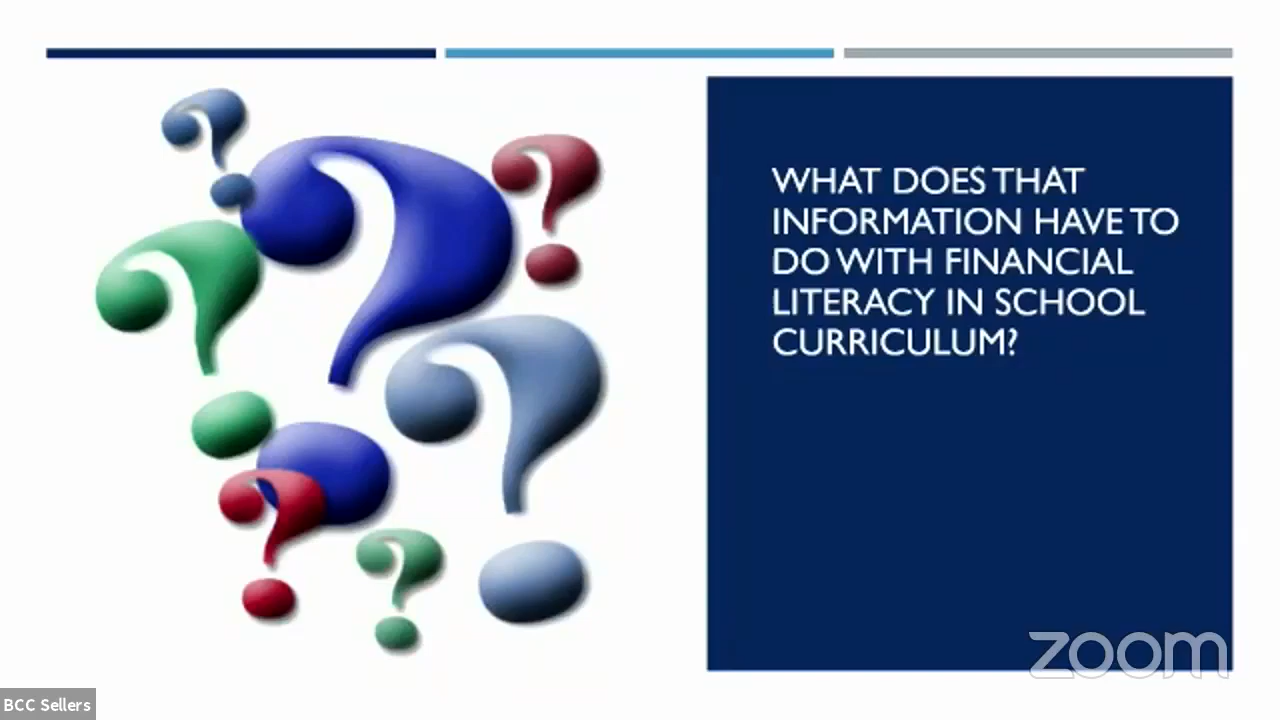 WHAT DOES THAT
INFORMATION HAVE TO
DO WITH FINANCIAL
LITERACY IN SCHOOL
CURRICULUM?
zoom
BCC Sellers